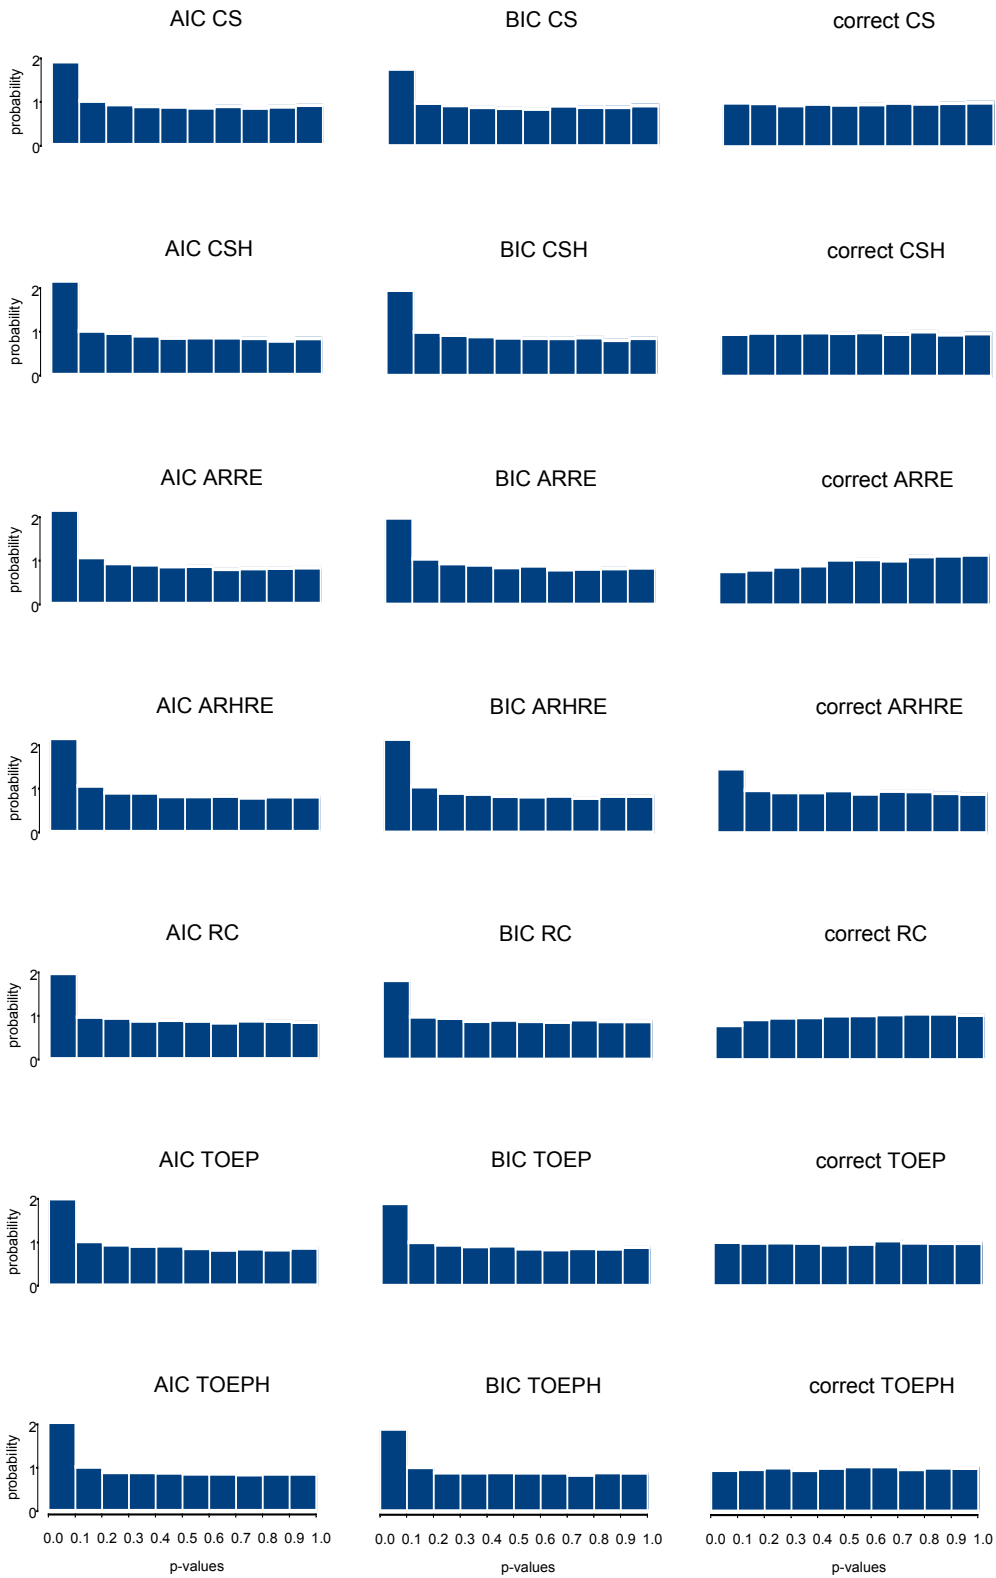 AIC CS BIC CS correct CS
2
1
0
probability
AIC CSH BIC CSH correct CSH
2
1
0
probability
AIC ARRE BIC ARRE correct ARRE
2
1
0
probability
AIC ARHRE BIC ARHRE correct ARHRE
2
1
0
probability
AIC RC BIC RC correct RC
2
1
0
probability
AIC TOEP BIC TOEP correct TOEP
2
1
0
probability
AIC TOEPH BIC TOEPH correct TOEPH
2
1
0
probability
0.0 0.1 0.2 0.3 0.4 0.5 0.6 0.7 0.8 0.9 1.0 0.0 0.1 0.2 0.3 0.4 0.5 0.6 0.7 0.8 0.9 1.0 0.0 0.1 0.2 0.3 0.4 0.5 0.6 0.7 0.8 0.9 1.0
p-values p-values p-values